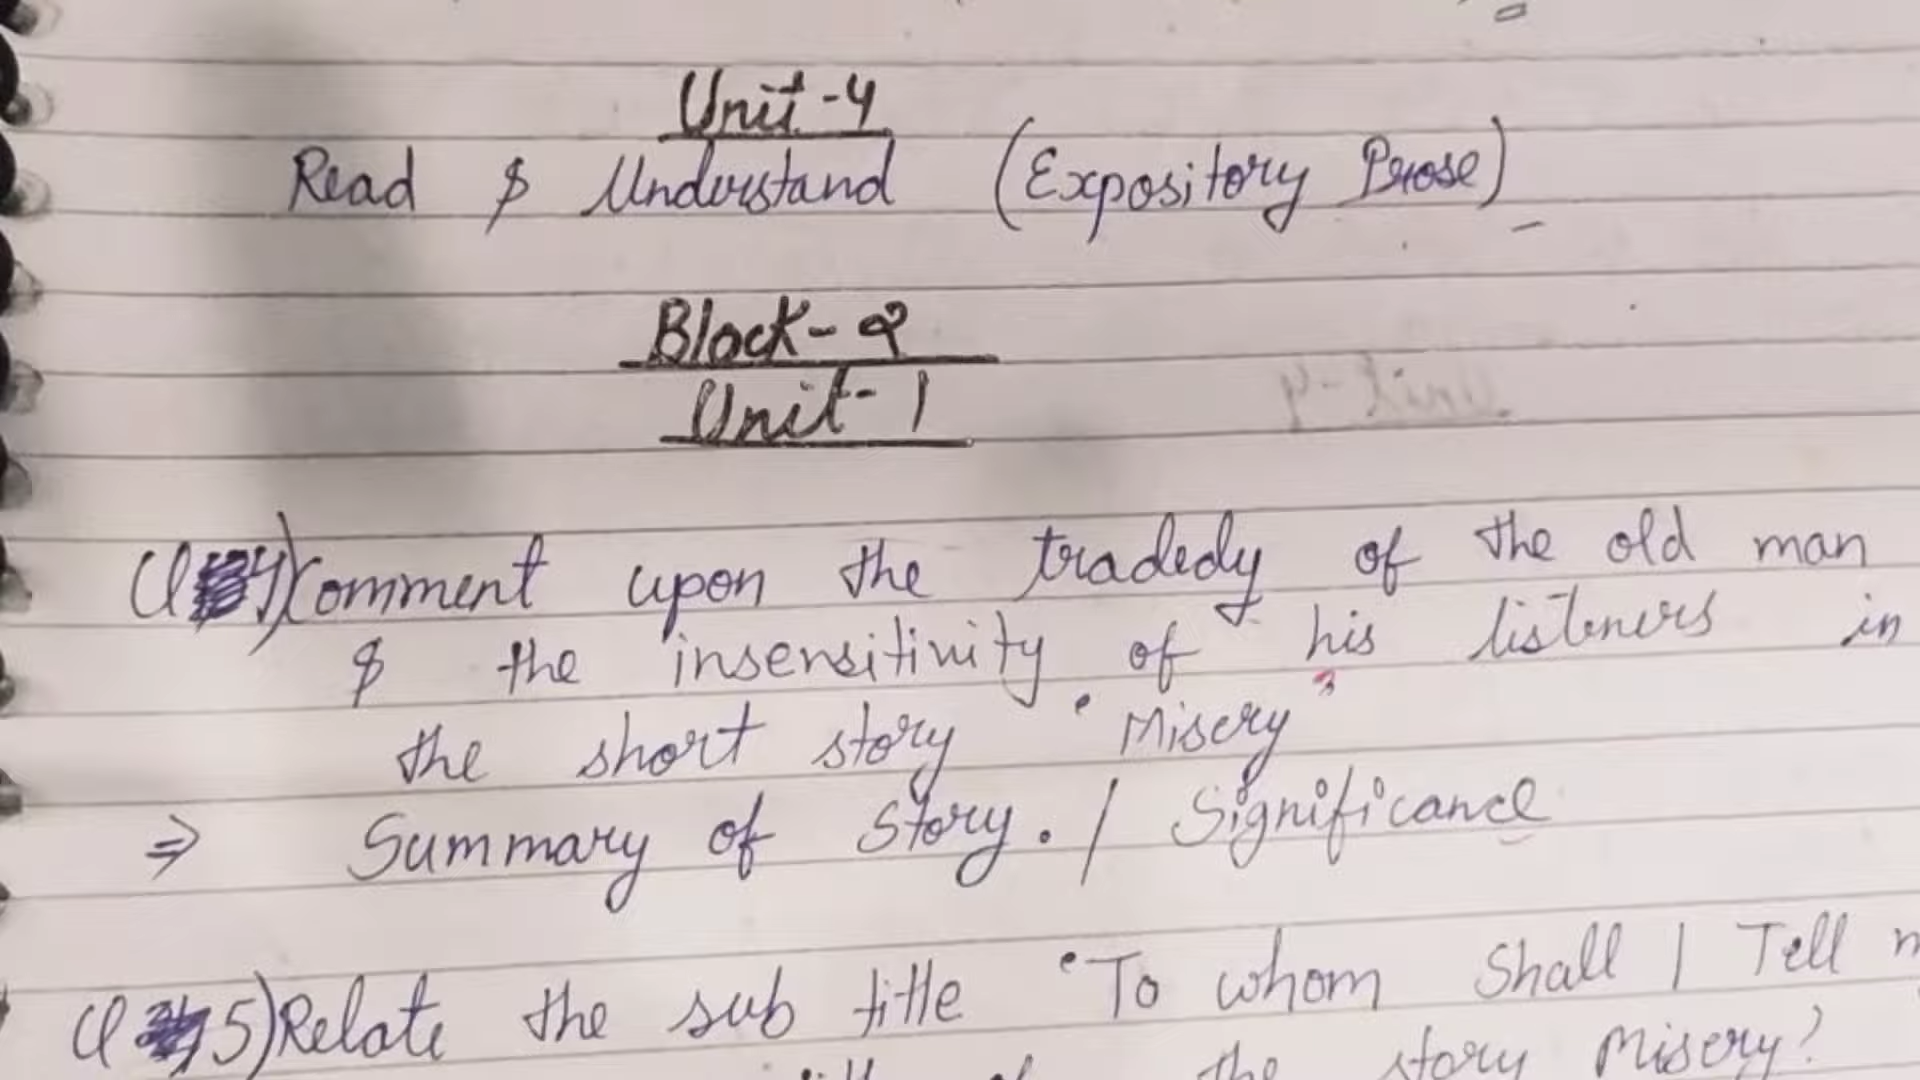 Unit-4
Read & Understand (Expository Prose)
Block-2
Unit-1
Q 4) Comment upon the tradedy of the old man
& the insensitivity of his listeners in
the short story "Misery"
⇒ Summary of Story. / Significance
Q 5) Relate the sub title "To whom Shall I Tell
the story Misery?